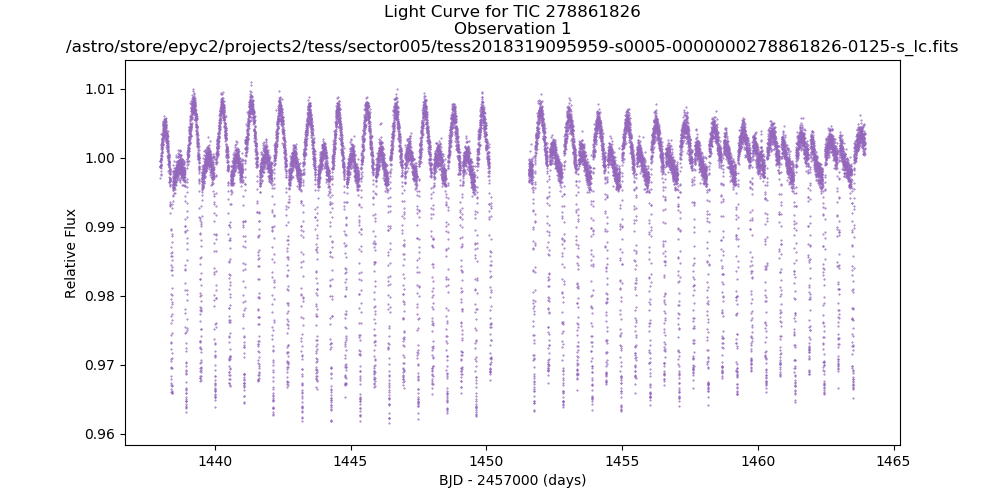 Light Curve for TIC 278861826
Observation 1
/astro/store/epyc2/projects2/tess/sector005/tess2018319095959-s0005-0000000278861826-0125-s_lc.fits
1.01
1.00
0.99
0.98
0.97
0.96
Relative Flux
1440
1445
1450
1455
1460
1465
BJD - 2457000 (days)